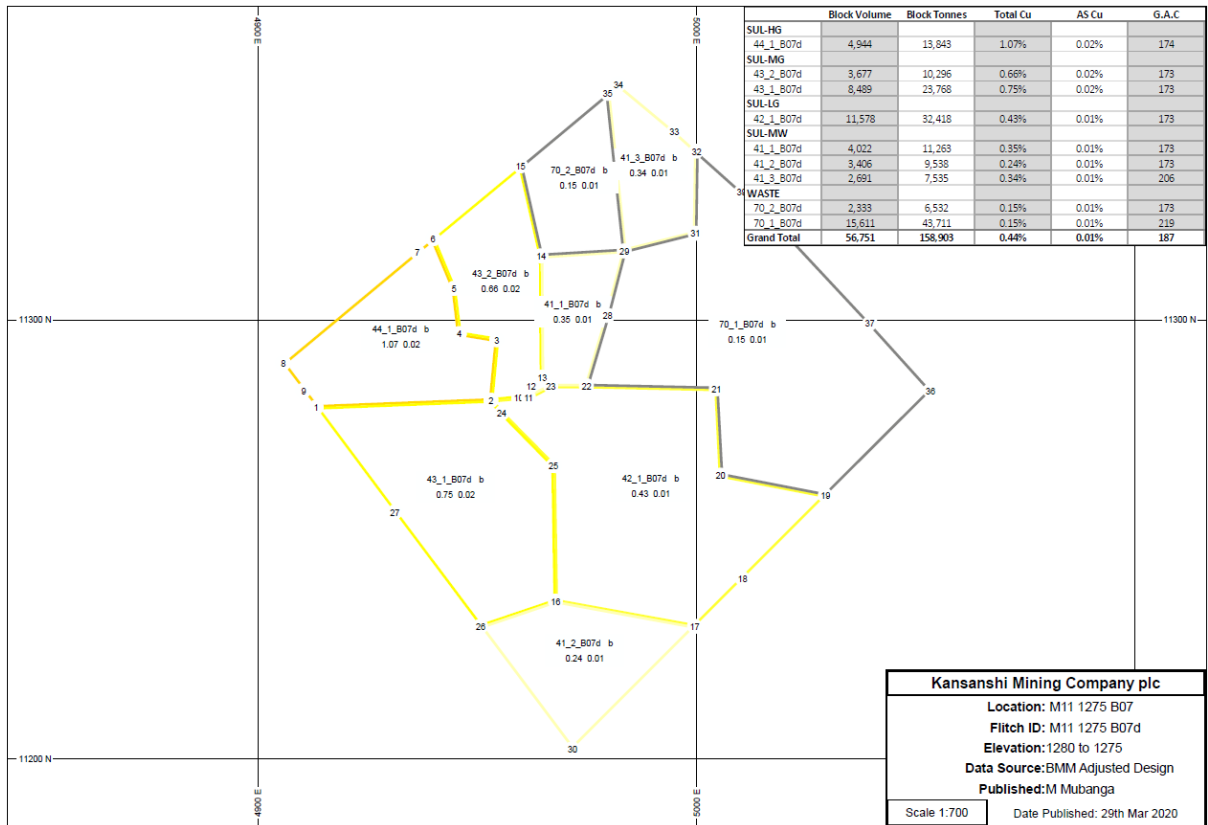 4900 E
5000 E
Block Volume Block Tonnes Total Cu AS Cu G.A.C
SUL-HG
44_1_B07d 4,944 13,843 1.07% 0.02% 174
SUL-MG
43_2_B07d 3,677 10,296 0.66% 0.02% 173
43_1_B07d 8,489 23,768 0.75% 0.02% 173
SUL-LG
42_1_B07d 11,578 32,418 0.43% 0.01% 173
SUL-MW
41_1_B07d 4,022 11,263 0.35% 0.01% 173
41_2_B07d 3,406 9,538 0.24% 0.01% 173
41_3_B07d 2,691 7,535 0.34% 0.01% 206
WASTE
70_2_B07d 2,333 6,532 0.15% 0.01% 173
70_1_B07d 15,611 43,711 0.15% 0.01% 219
Grand Total 56,751 158,903 0.44% 0.01% 187
34
35
33
32
15
41_3_B07d b
0.34 0.01
70_2_B07d b
0.15 0.01
31
6
7
29
14
43_2_B07d b
0.66 0.02
5
41_1_B07d b
0.35 0.01
28
11300 N
11300 N
70_1_B07d b
0.15 0.01
37
44_1_B07d b
1.07 0.02
4
3
8
13
12
23
22
21
36
9
1
2
10
11
24
25
43_1_B07d b
0.75 0.02
42_1_B07d b
0.43 0.01
20
19
27
18
16
26
17
41_2_B07d b
0.24 0.01
30
11200 N
4900 E
5000 E
Kansanshi Mining Company plc
Location: M11 1275 B07
Flitch ID: M11 1275 B07d
Elevation:1280 to 1275
Data Source:BMM Adjusted Design
Published:M Mubanga
Scale 1:700 Date Published: 29th Mar 2020